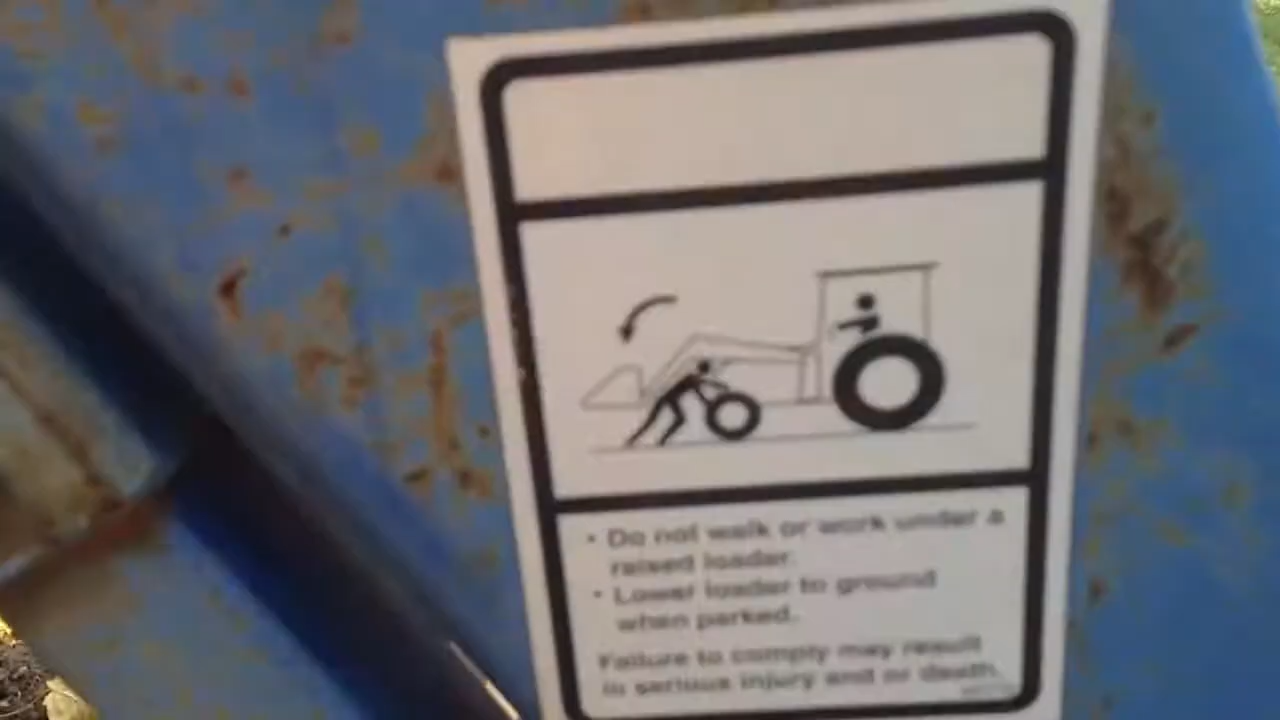 • Do not walk or work under a
raised loader.
• Lower loader to ground
when parked.
Failure to comply may result
in serious injury and or death.